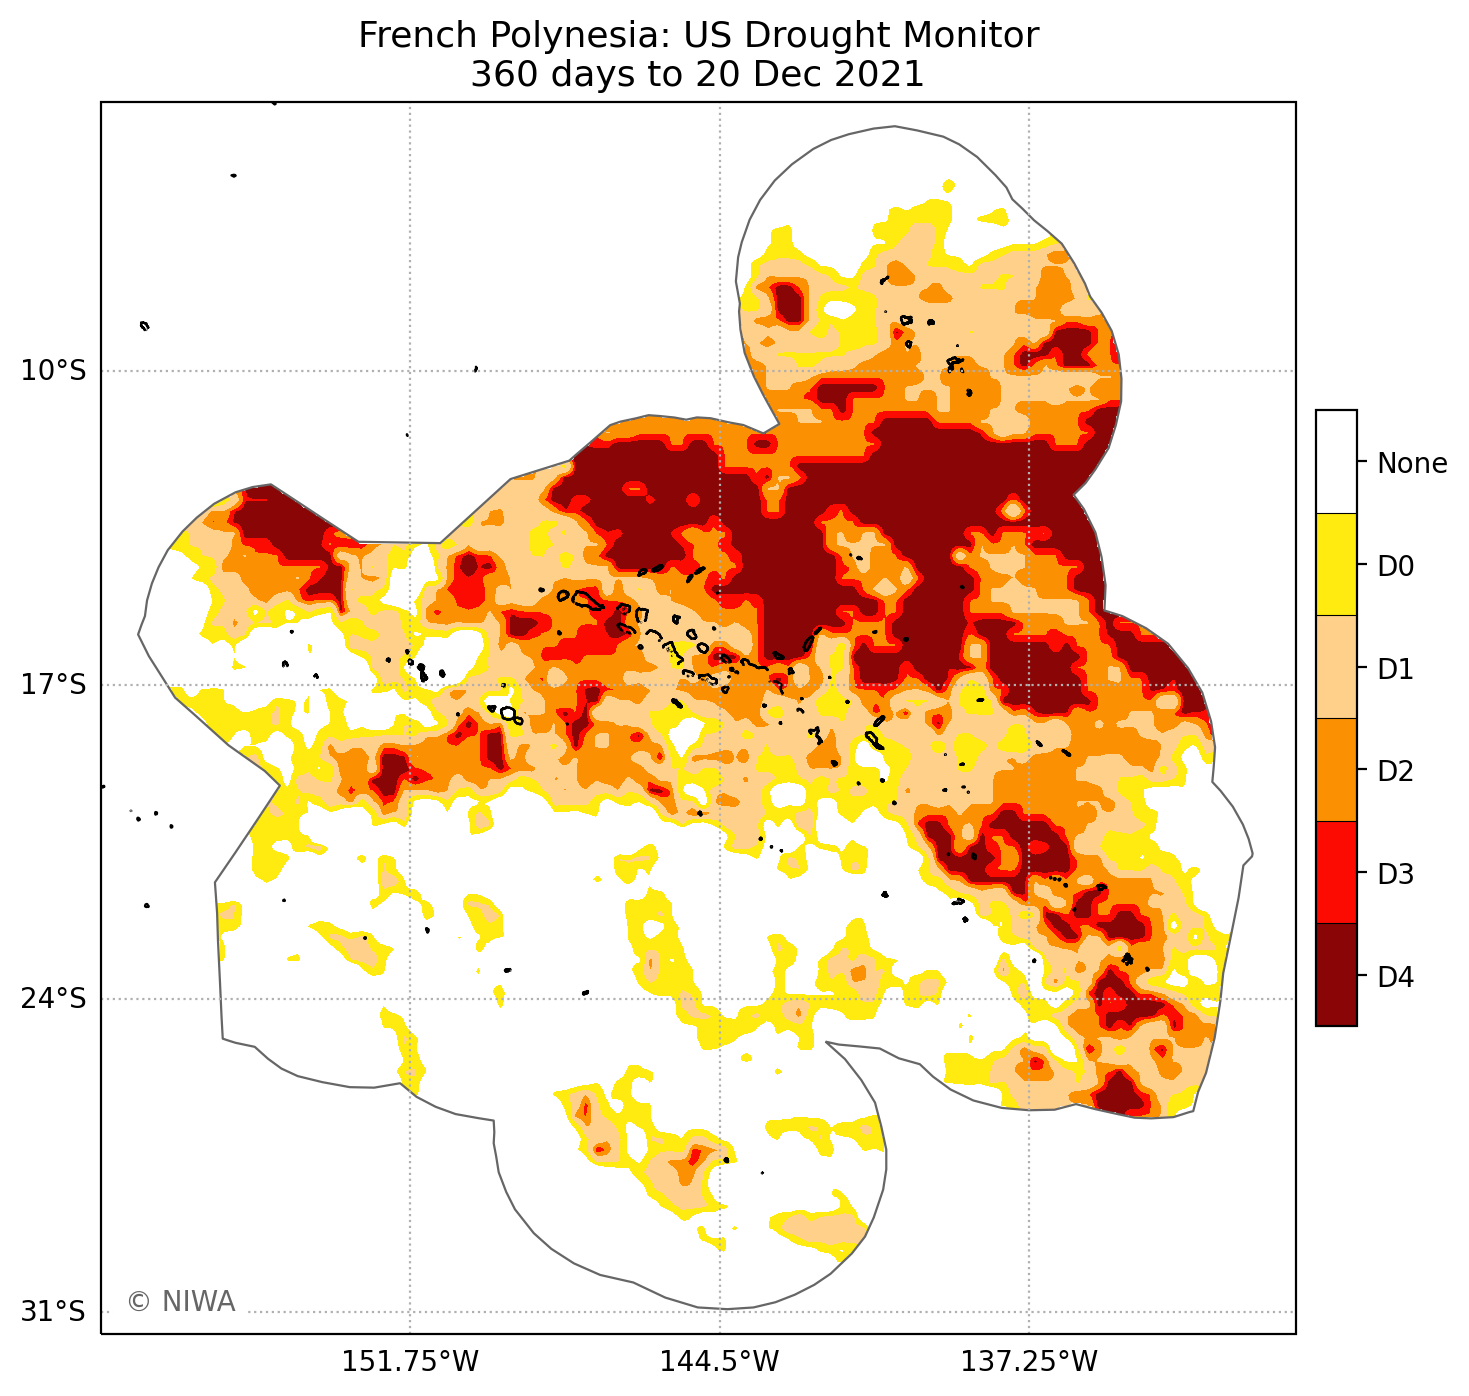 French Polynesia: US Drought Monitor
360 days to 20 Dec 2021
10°S
17°S
24°S
31°S
151.75°W
144.5°W
137.25°W
None
D0
D1
D2
D3
D4
© NIWA